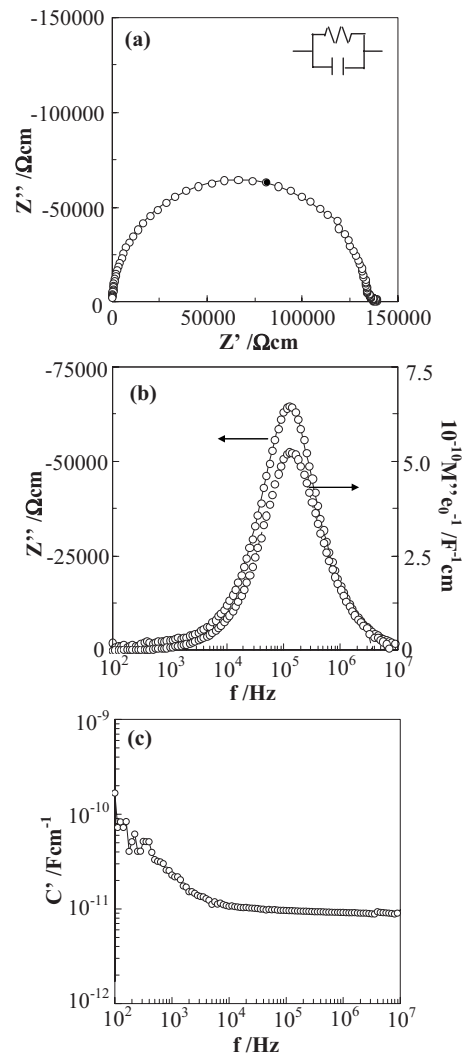 (a)
-150000
-100000
-50000
0
Z'' /Ωcm
0 50000 100000 150000
Z' /Ωcm
(b)
-75000
-50000
-25000
0
Z'' /Ωcm
7.5
5.0
2.5
0
10⁻¹⁰M''e₀⁻¹ /F⁻¹cm
10² 10³ 10⁴ 10⁵ 10⁶ 10⁷
f /Hz
(c)
10⁻⁹
10⁻¹⁰
10⁻¹¹
10⁻¹²
C' /Fcm⁻¹
10² 10³ 10⁴ 10⁵ 10⁶ 10⁷
f /Hz